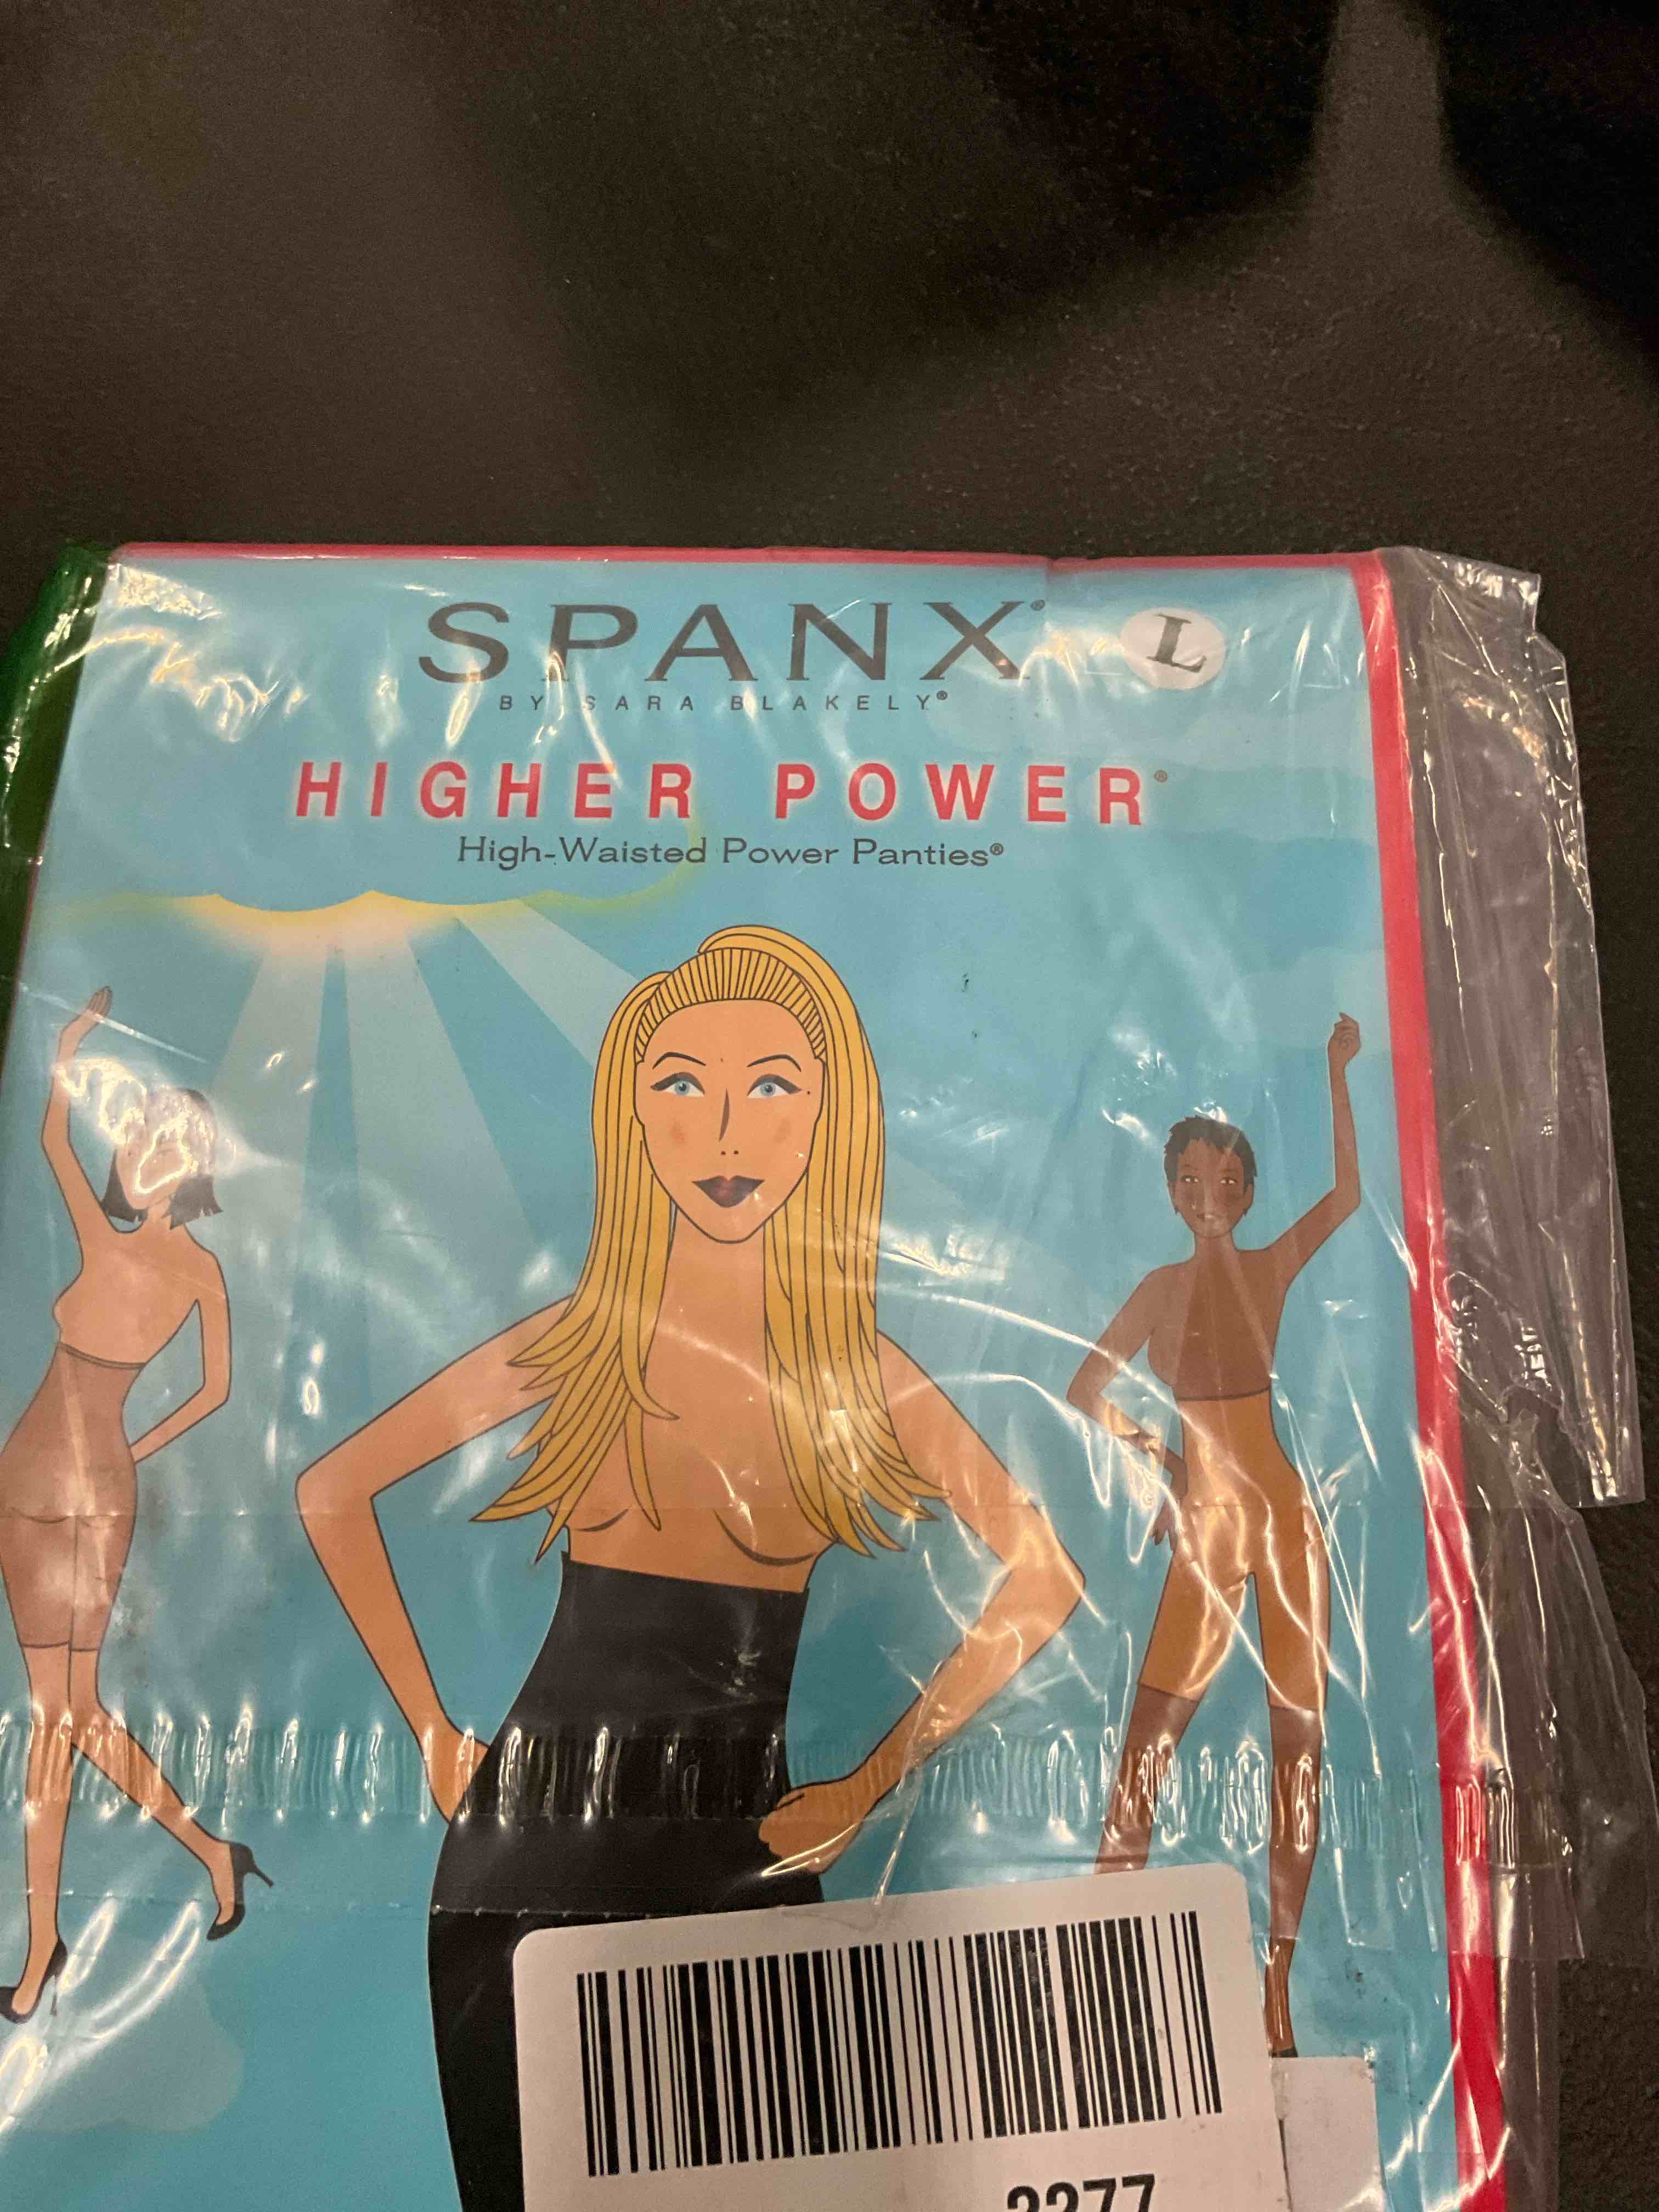 SPANX® L
BY SARA BLAKELY®
HIGHER POWER®
High-Waisted Power Panties®